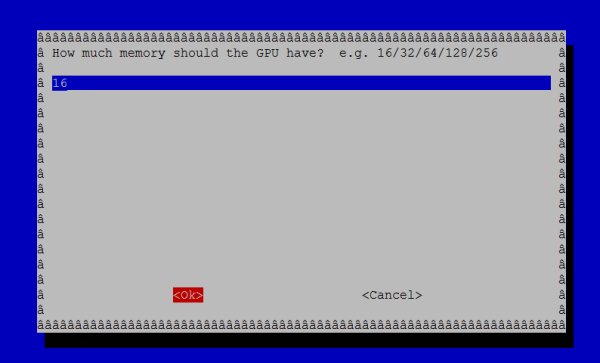 ââââââââââââââââââââââââââââââââââââââââââââââââââââââââââââââââââââââ
â How much memory should the GPU have?  e.g. 16/32/64/128/256 â
â â
â 16 â
â â
â â
â â
â â
â â
â â
â â
â â
â â
â â
â â
â â
â <Ok> <Cancel> â
â â
ââââââââââââââââââââââââââââââââââââââââââââââââââââââââââââââââââââââ